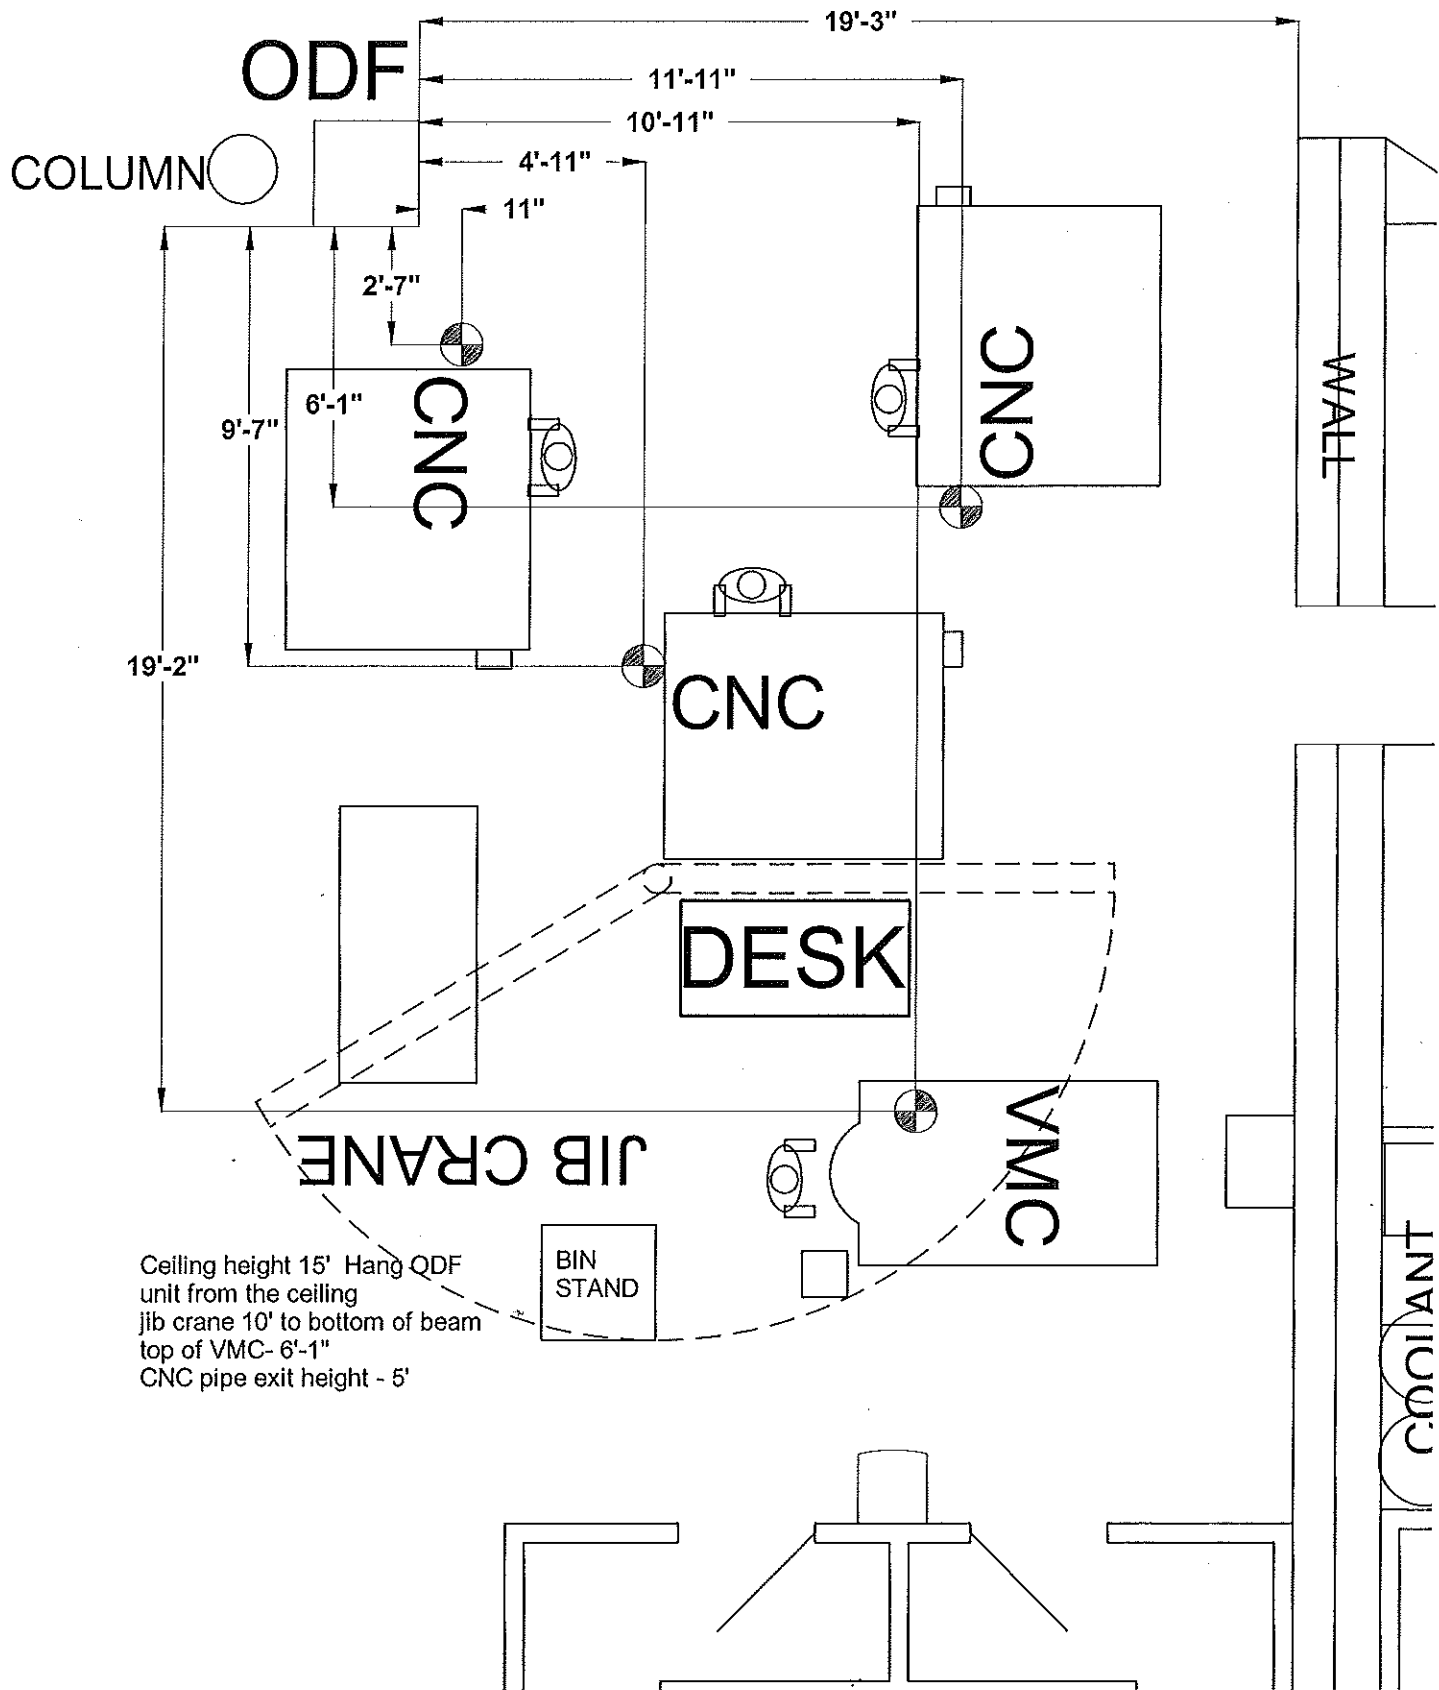 19'-3"
ODF
11'-11"
10'-11"
COLUMN
4'-11"
11"
2'-7"
CNC
CNC
WALL
6'-1"
9'-7"
19'-2"
CNC
DESK
JIB CRANE
VMC
BIN
STAND
COOLANT
Ceiling height 15' Hang ODF
unit from the ceiling
jib crane 10' to bottom of beam
top of VMC- 6'-1"
CNC pipe exit height - 5'